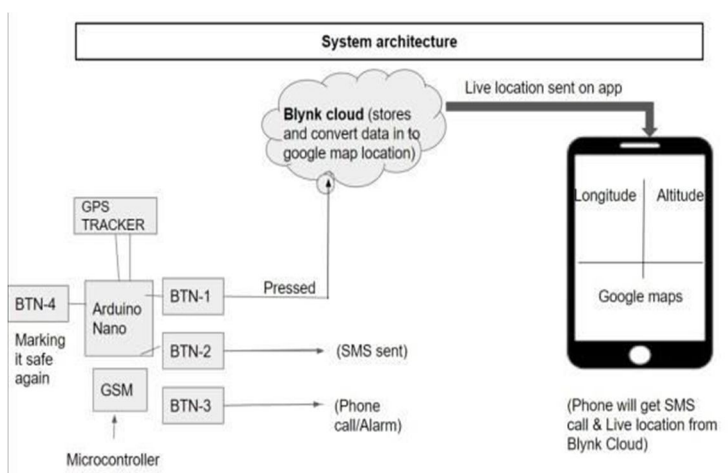 System architecture
Live location sent on app
Blynk cloud (stores
and convert data in to
google map location)
Longitude
Altitude
Google maps
GPS
TRACKER
BTN-4
Arduino
Nano
BTN-1
Pressed
Marking
it safe
again
BTN-2
(SMS sent)
GSM
BTN-3
(Phone
call/Alarm)
Microcontroller
(Phone will get SMS
call & Live location from
Blynk Cloud)